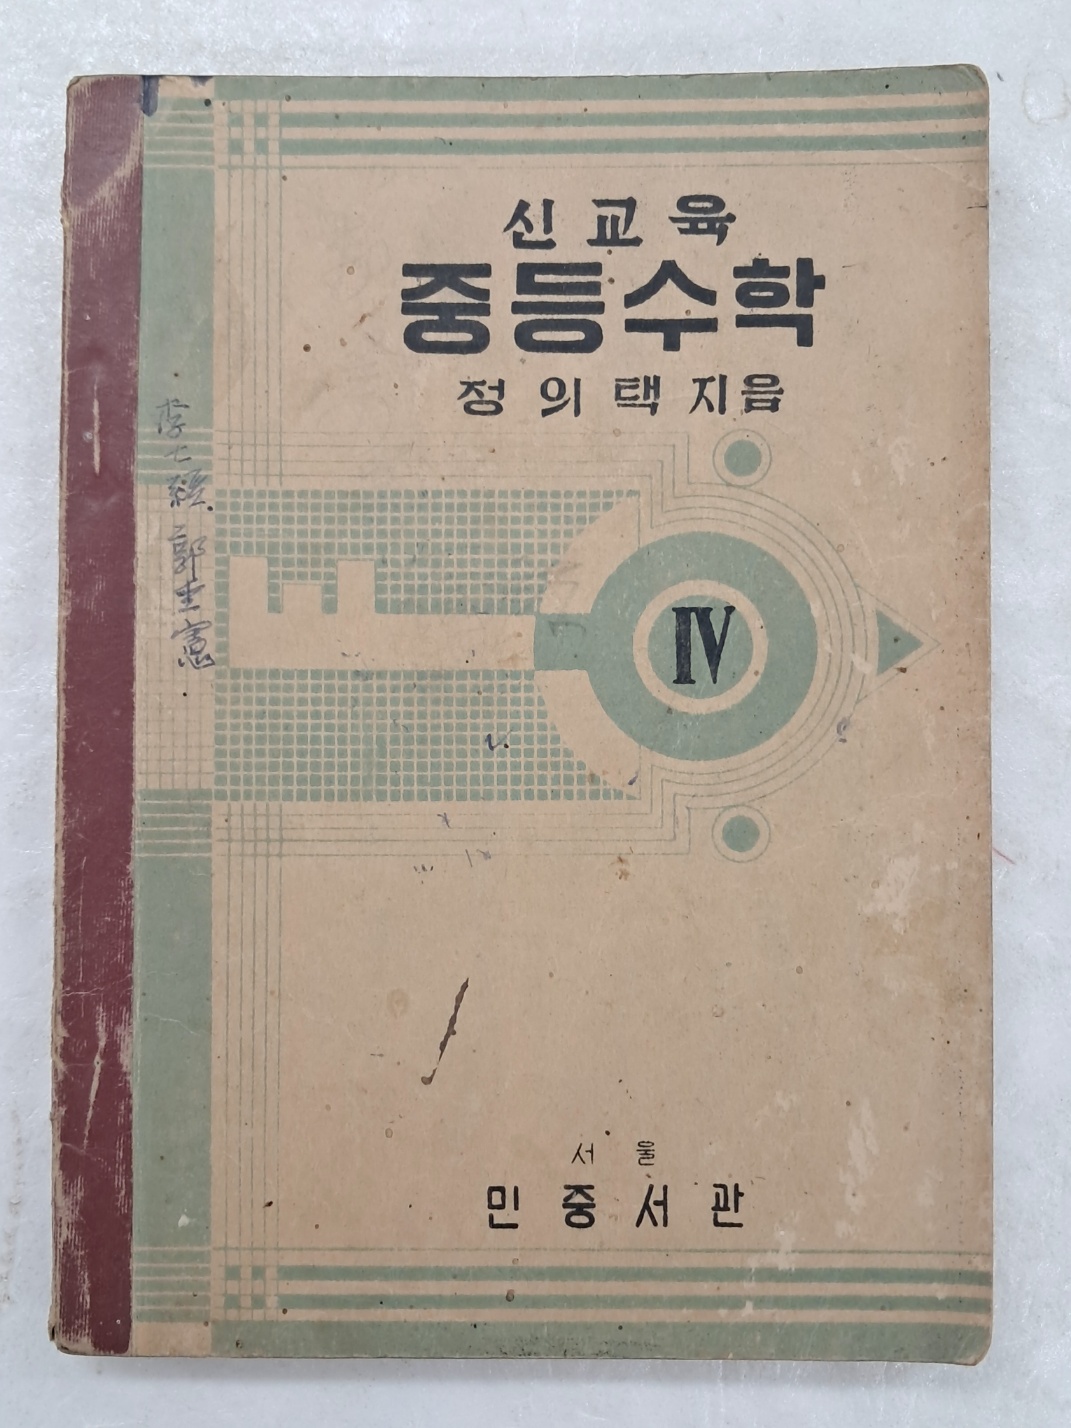 신교육
중등수학
정의택 지음
IV
서울
민중서관